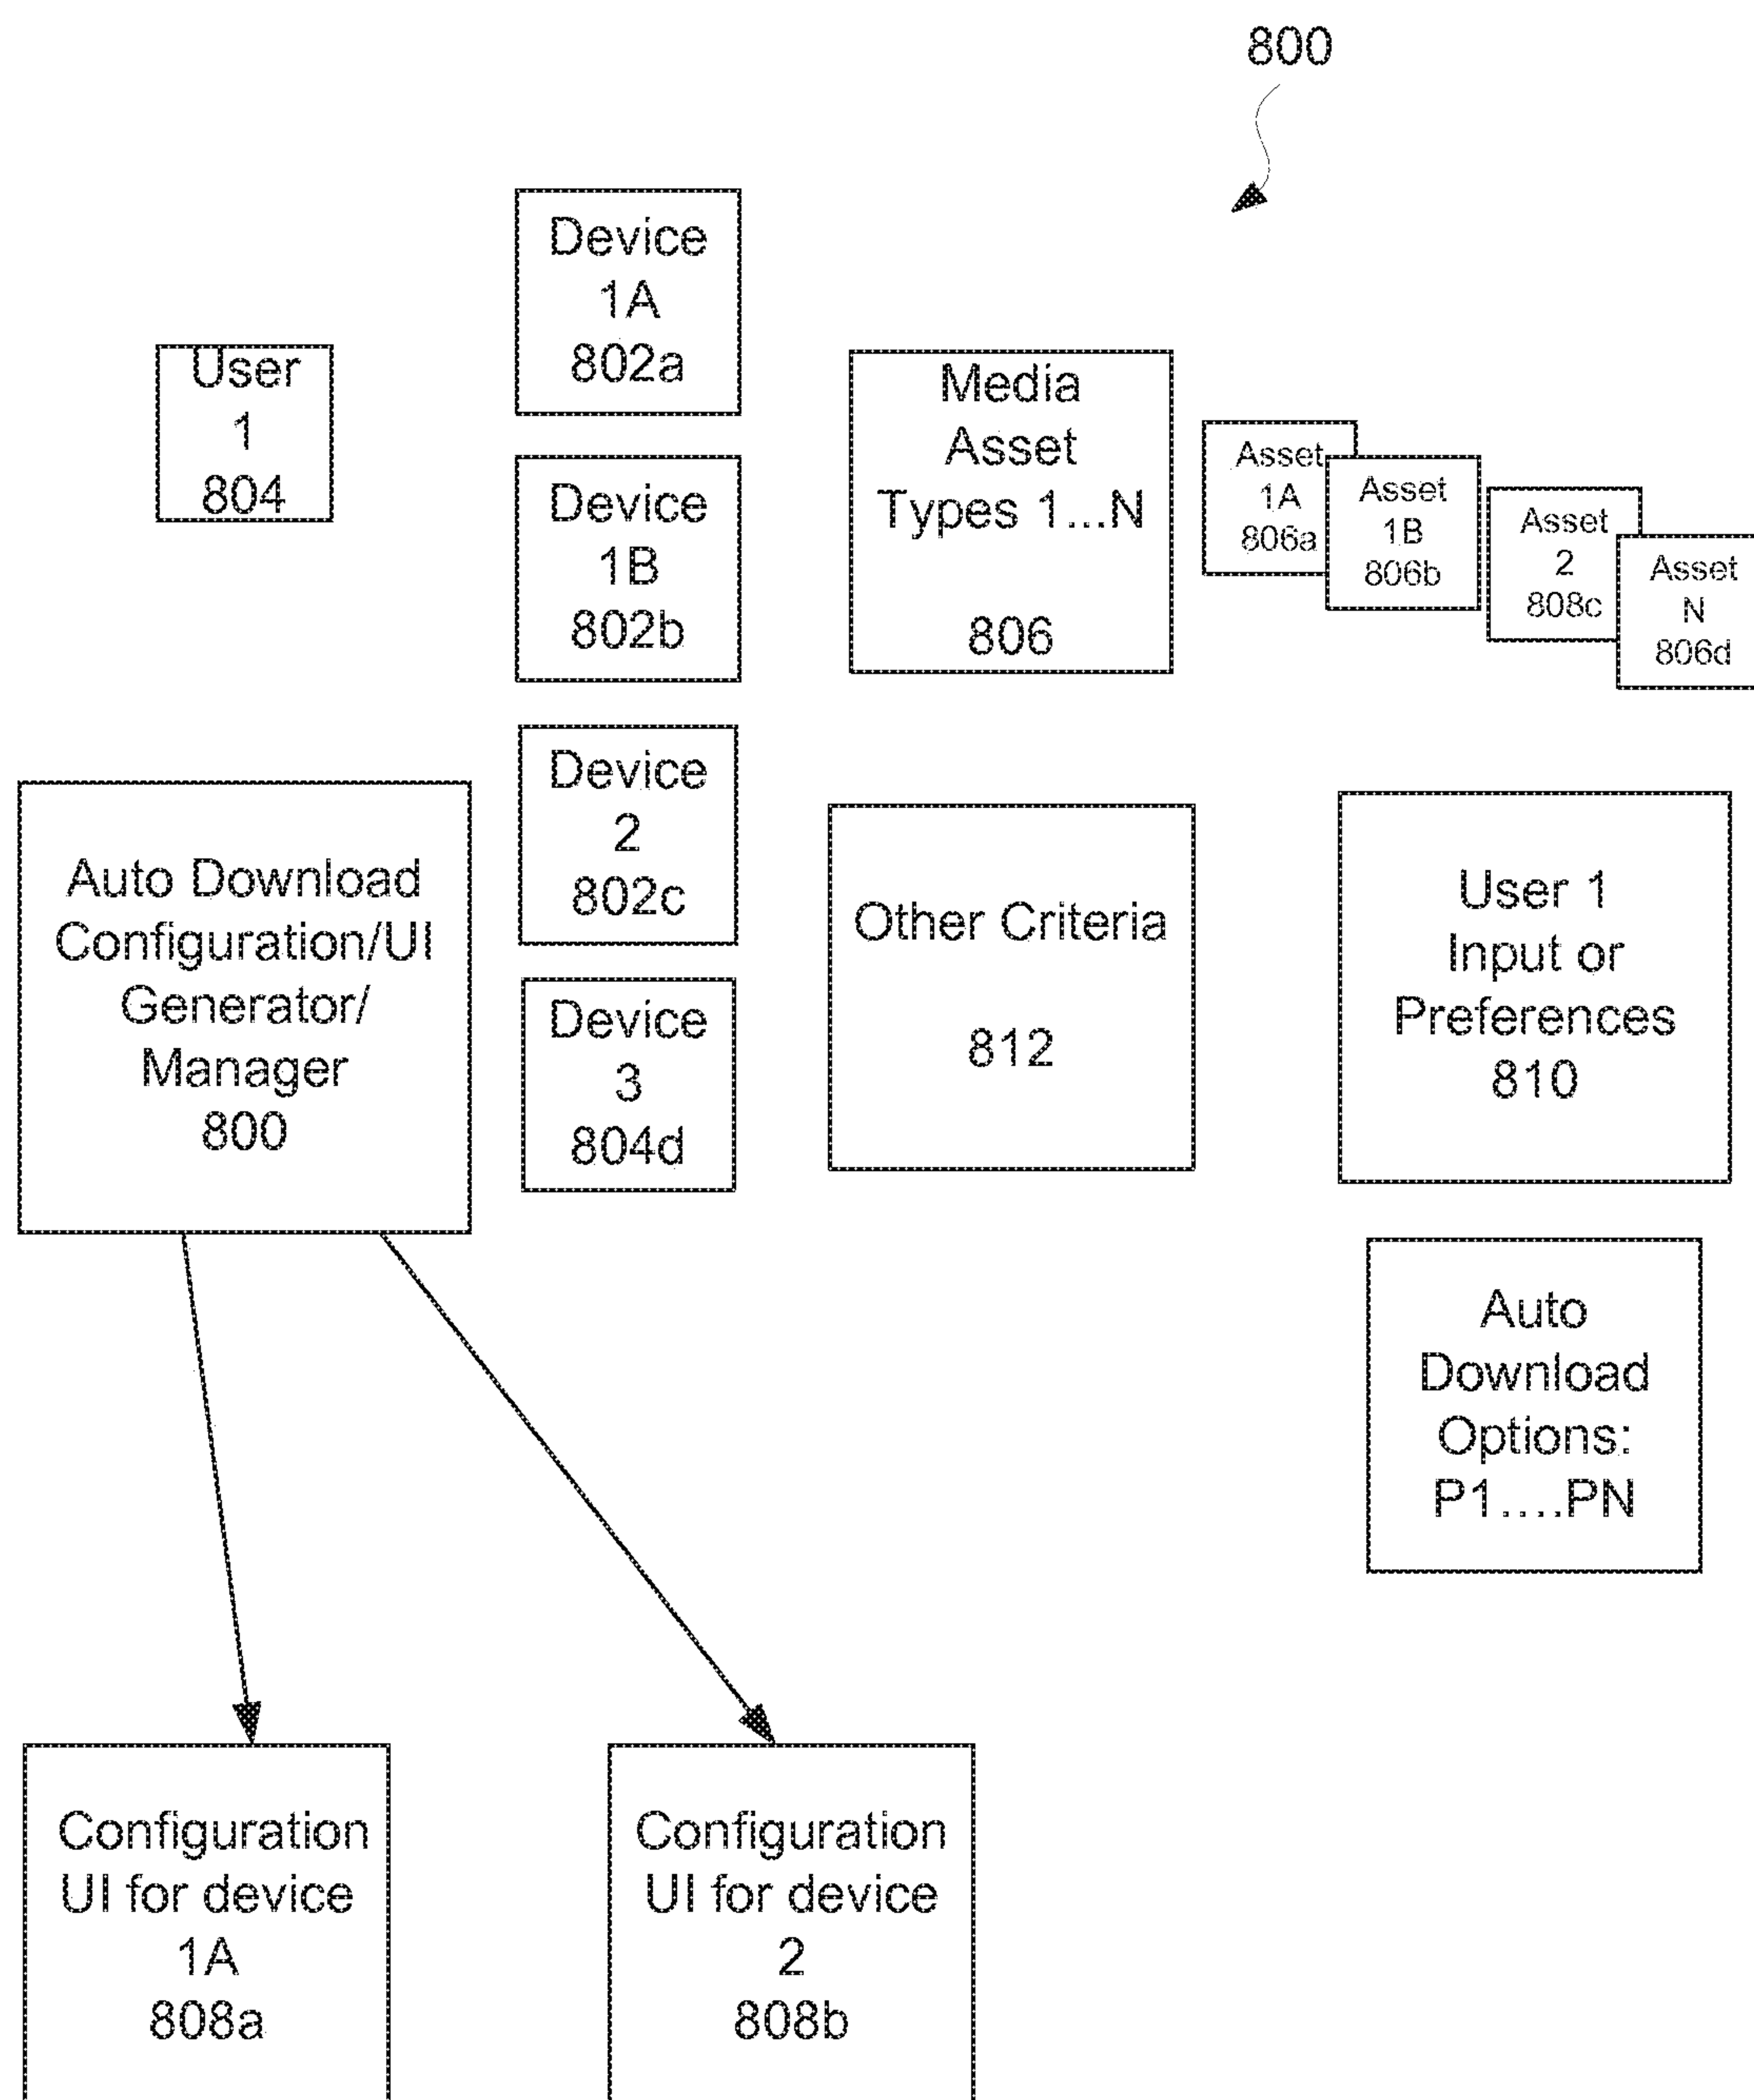 800
Device
1A
802a
User
1
804
Media
Asset
Types 1...N
806
Asset
1A
806a
Asset
1B
806b
Asset
2
808c
Asset
N
806d
Device
1B
802b
Device
2
802c
Device
3
804d
Auto Download
Configuration/UI
Generator/
Manager
800
Other Criteria
812
User 1
Input or
Preferences
810
Auto
Download
Options:
P1....PN
Configuration
UI for device
1A
808a
Configuration
UI for device
2
808b